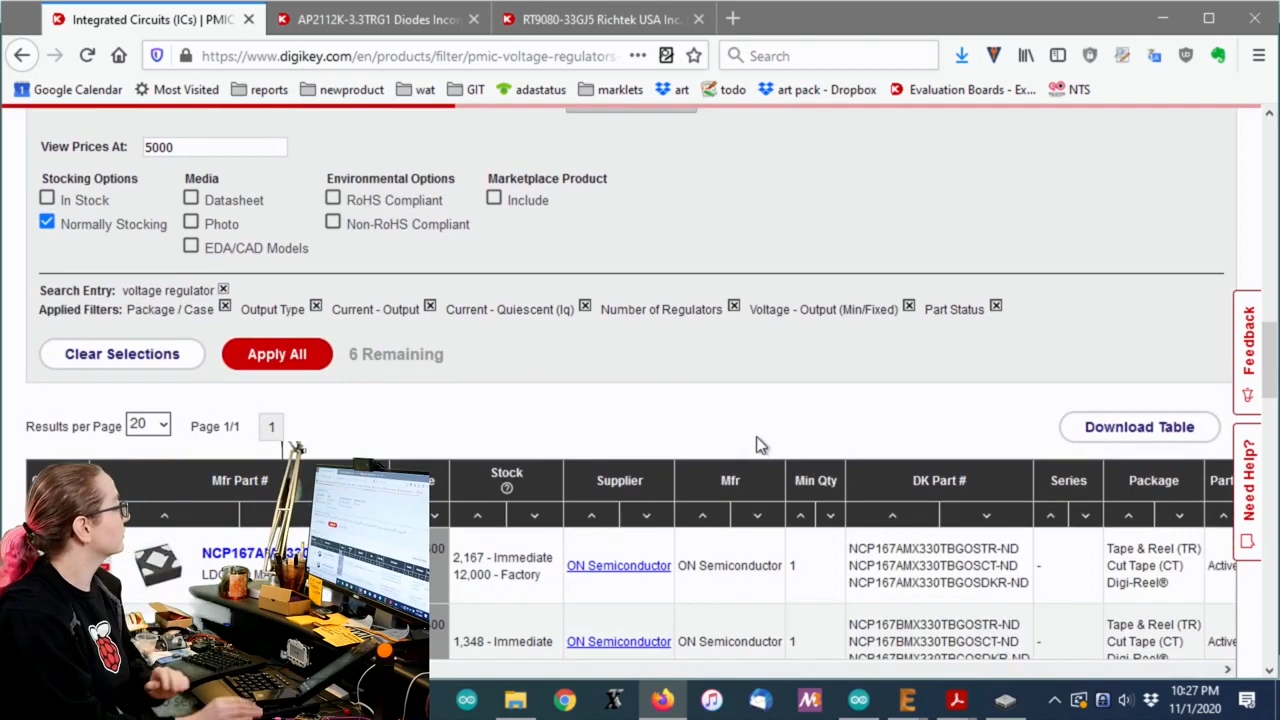 Integrated Circuits (ICs) | PMIC
AP2112K-3.3TRG1 Diodes Incor
RT9080-33GJ5 Richtek USA Inc.
https://www.digikey.com/en/products/filter/pmic-voltage-regulators-
Search
Google Calendar
Most Visited
reports
newproduct
wat
GIT
adastatus
marklets
art
todo
art pack - Dropbox
Evaluation Boards - Ex...
NTS
View Prices At: 5000
Stocking Options
Media
Environmental Options
Marketplace Product
In Stock
Datasheet
RoHS Compliant
Include
Normally Stocking
Photo
Non-RoHS Compliant
EDA/CAD Models
Search Entry: voltage regulator
Applied Filters: Package / Case Output Type Current - Output Current - Quiescent (Iq) Number of Regulators Voltage - Output (Min/Fixed) Part Status
Clear Selections
Apply All
6 Remaining
Feedback
Need Help?
Results per Page 20 Page 1/1 1
Download Table
Mfr Part #
Stock
Supplier
Mfr
Min Qty
DK Part #
Series
Package
Part
2,167 - Immediate
12,000 - Factory
ON Semiconductor
ON Semiconductor
1
NCP167AMX330TBGOSTR-ND
NCP167AMX330TBGOSCT-ND
NCP167AMX330TBGOSDKR-ND
-
Tape & Reel (TR)
Cut Tape (CT)
Digi-Reel®
Active
1,348 - Immediate
ON Semiconductor
ON Semiconductor
1
NCP167BMX330TBGOSTR-ND
NCP167BMX330TBGOSCT-ND
NCP167BMX330TBGOSDKR-ND
-
Tape & Reel (TR)
Cut Tape (CT)
Digi-Reel®
Active
10:27 PM
11/1/2020